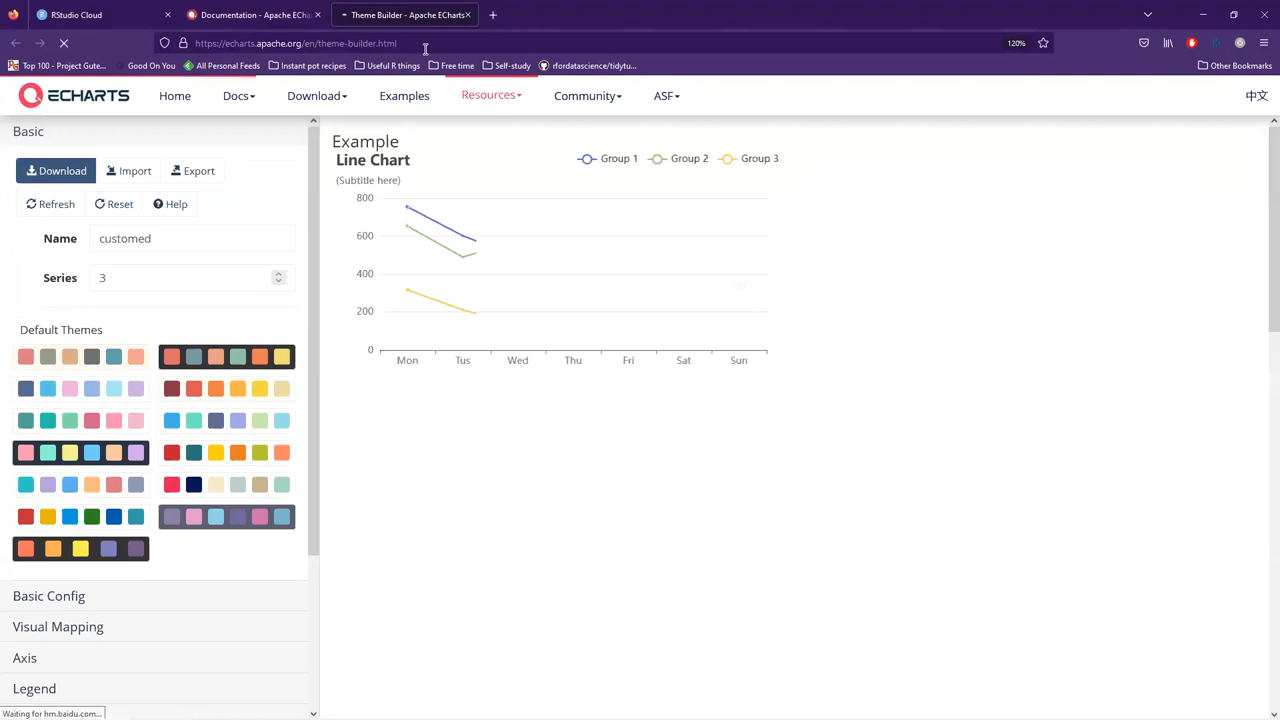 RStudio Cloud
Documentation - Apache ECha
Theme Builder - Apache ECharts
https://echarts.apache.org/en/theme-builder.html
120%
Top 100 - Project Gute...
Good On You
All Personal Feeds
Instant pot recipes
Useful R things
Free time
Self-study
rfordatascience/tidytu...
Other Bookmarks
ECHARTS
Home
Docs
Download
Examples
Resources
Community
ASF
中文
Basic
Download
Import
Export
Refresh
Reset
Help
Name
customed
Series
3
Default Themes
Basic Config
Visual Mapping
Axis
Legend
Waiting for hm.baidu.com...
Example
Line Chart
(Subtitle here)
Group 1
Group 2
Group 3
800
600
400
200
0
Mon
Tus
Wed
Thu
Fri
Sat
Sun